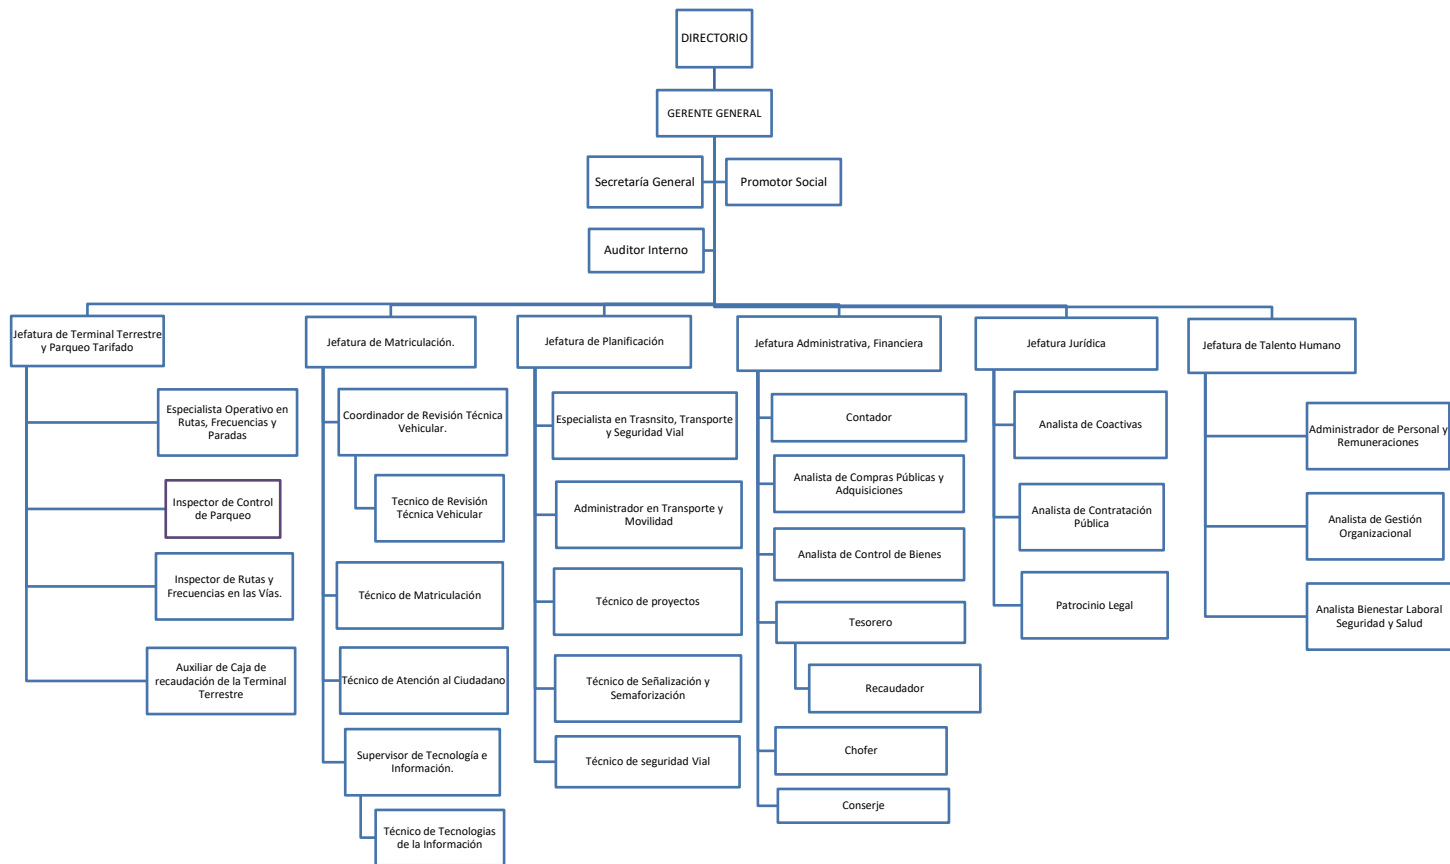 DIRECTORIO
GERENTE GENERAL
Secretaría General
Promotor Social
Auditor Interno
Jefatura de Terminal Terrestre
y Parqueo Tarifado
Especialista Operativo en
Rutas, Frecuencias y
Paradas
Inspector de Control
de Parqueo
Inspector de Rutas y
Frecuencias en las Vías.
Auxiliar de Caja de
recaudación de la Terminal
Terrestre
Jefatura de Matriculación.
Coordinador de Revisión Técnica
Vehicular.
Tecnico de Revisión
Técnica Vehicular
Técnico de Matriculación
Técnico de Atención al Ciudadano
Supervisor de Tecnología e
Información.
Técnico de Tecnologias
de la Información
Jefatura de Planificación
Especialista en Trasnsito, Transporte
y Seguridad Vial
Administrador en Transporte y
Movilidad
Técnico de proyectos
Técnico de Señalización y
Semaforización
Técnico de seguridad Vial
Jefatura Administrativa, Financiera
Contador
Analista de Compras Públicas y
Adquisiciones
Analista de Control de Bienes
Tesorero
Recaudador
Chofer
Conserje
Jefatura Jurídica
Analista de Coactivas
Analista de Contratación
Pública
Patrocinio Legal
Jefatura de Talento Humano
Administrador de Personal y
Remuneraciones
Analista de Gestión
Organizacional
Analista Bienestar Laboral
Seguridad y Salud